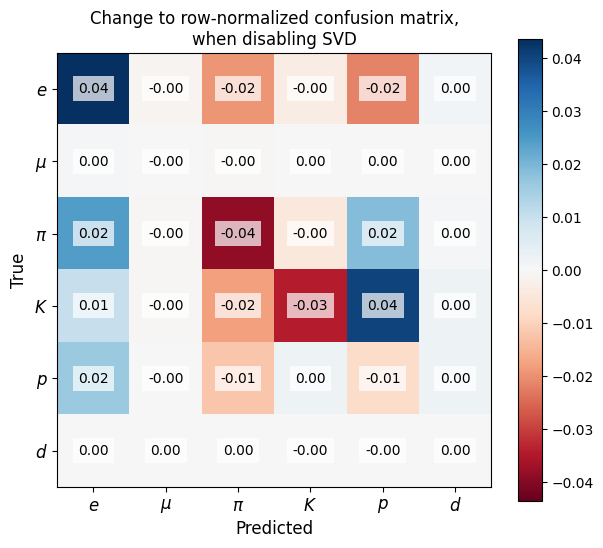 Change to row-normalized confusion matrix,
when disabling SVD
e 0.04 -0.00 -0.02 -0.00 -0.02 0.00
μ 0.00 -0.00 -0.00 0.00 0.00 0.00
π 0.02 -0.00 -0.04 -0.00 0.02 0.00
K 0.01 -0.00 -0.02 -0.03 0.04 0.00
p 0.02 -0.00 -0.01 0.00 -0.01 0.00
d 0.00 0.00 0.00 -0.00 -0.00 0.00
e μ π K p d
True
Predicted
0.04
0.03
0.02
0.01
0.00
−0.01
−0.02
−0.03
−0.04